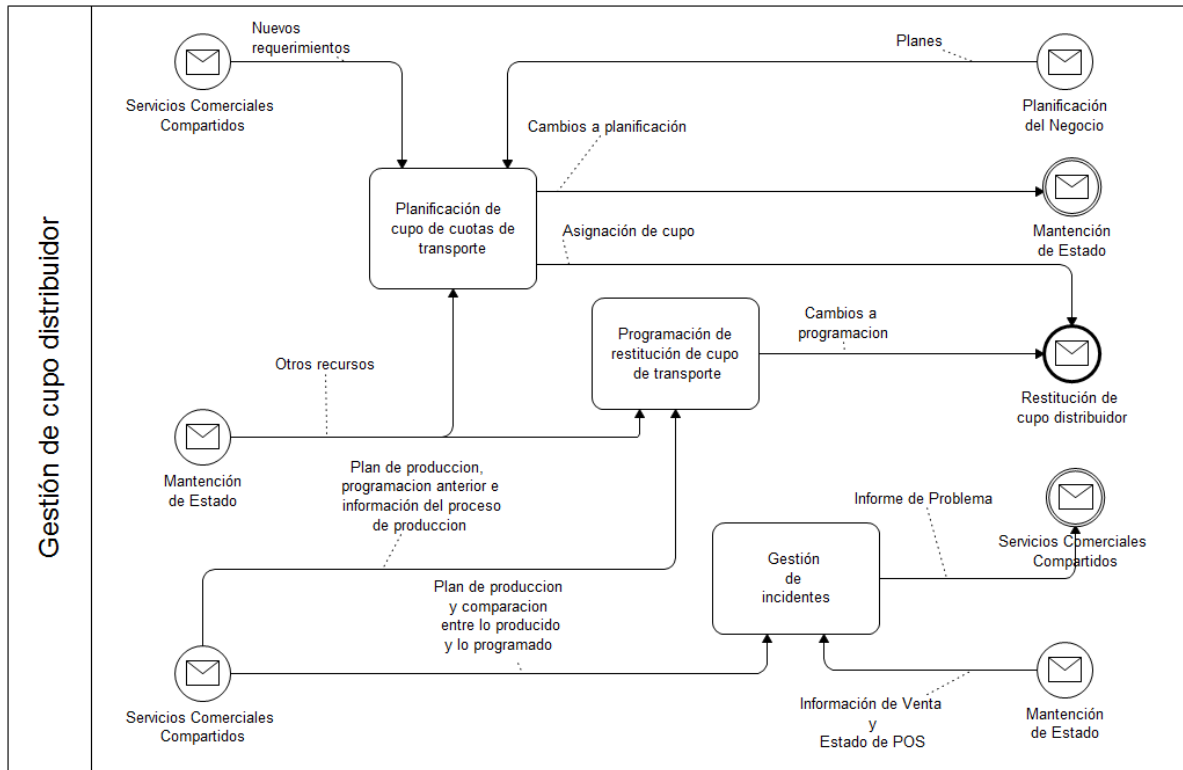 Gestión de cupo distribuidor
Nuevos
requerimientos
Planes
Servicios Comerciales
Compartidos
Planificación
del Negocio
Cambios a planificación
Planificación de
cupo de cuotas de
transporte
Mantención
de Estado
Asignación de cupo
Programación de
restitución de cupo
de transporte
Cambios a
programacion
Otros recursos
Restitución de
cupo distribuidor
Mantención
de Estado
Plan de produccion,
programacion anterior e
información del proceso
de produccion
Informe de Problema
Servicios Comerciales
Compartidos
Gestión
de
incidentes
Plan de produccion
y comparacion
entre lo producido
y lo programado
Servicios Comerciales
Compartidos
Información de Venta
y
Estado de POS
Mantención
de Estado